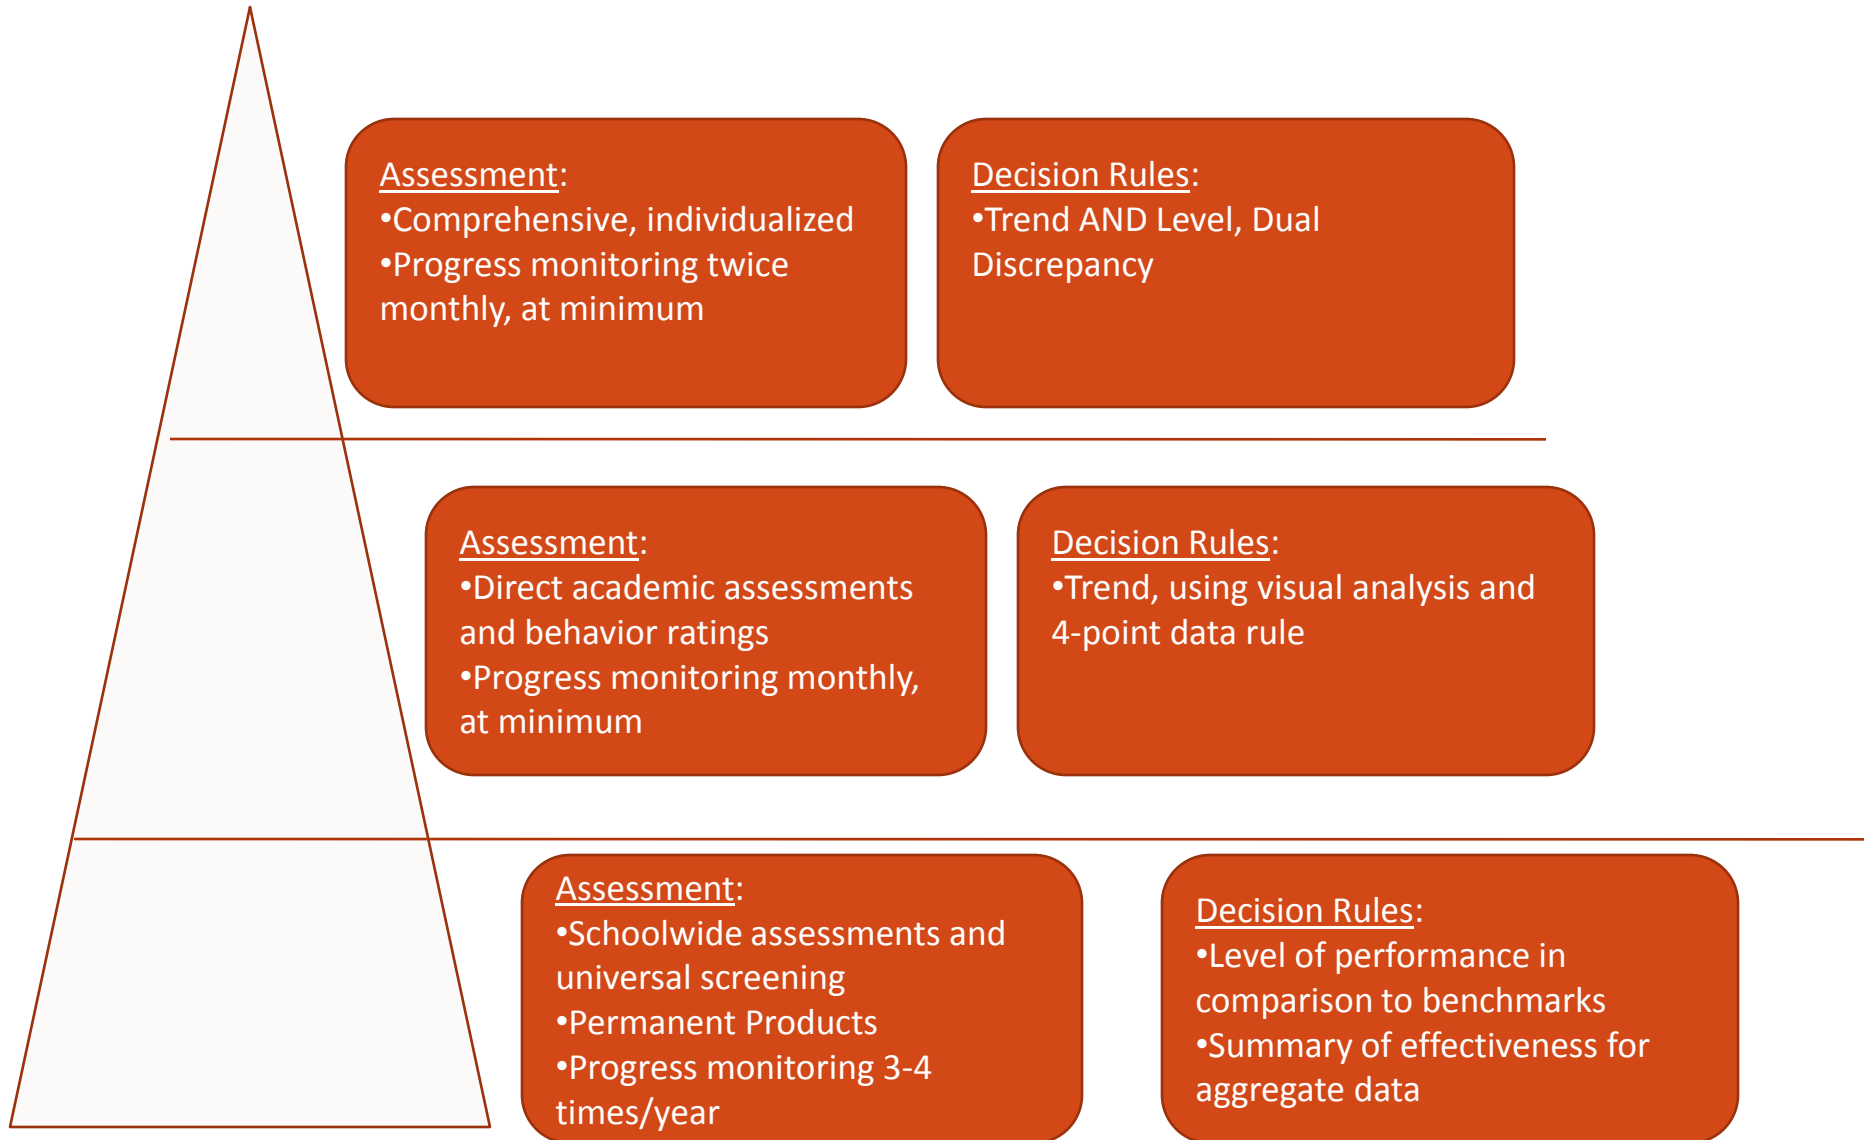 Assessment:
•Comprehensive, individualized
•Progress monitoring twice
monthly, at minimum
Decision Rules:
•Trend AND Level, Dual
Discrepancy
Assessment:
•Direct academic assessments
and behavior ratings
•Progress monitoring monthly,
at minimum
Decision Rules:
•Trend, using visual analysis and
4-point data rule
Assessment:
•Schoolwide assessments and
universal screening
•Permanent Products
•Progress monitoring 3-4
times/year
Decision Rules:
•Level of performance in
comparison to benchmarks
•Summary of effectiveness for
aggregate data